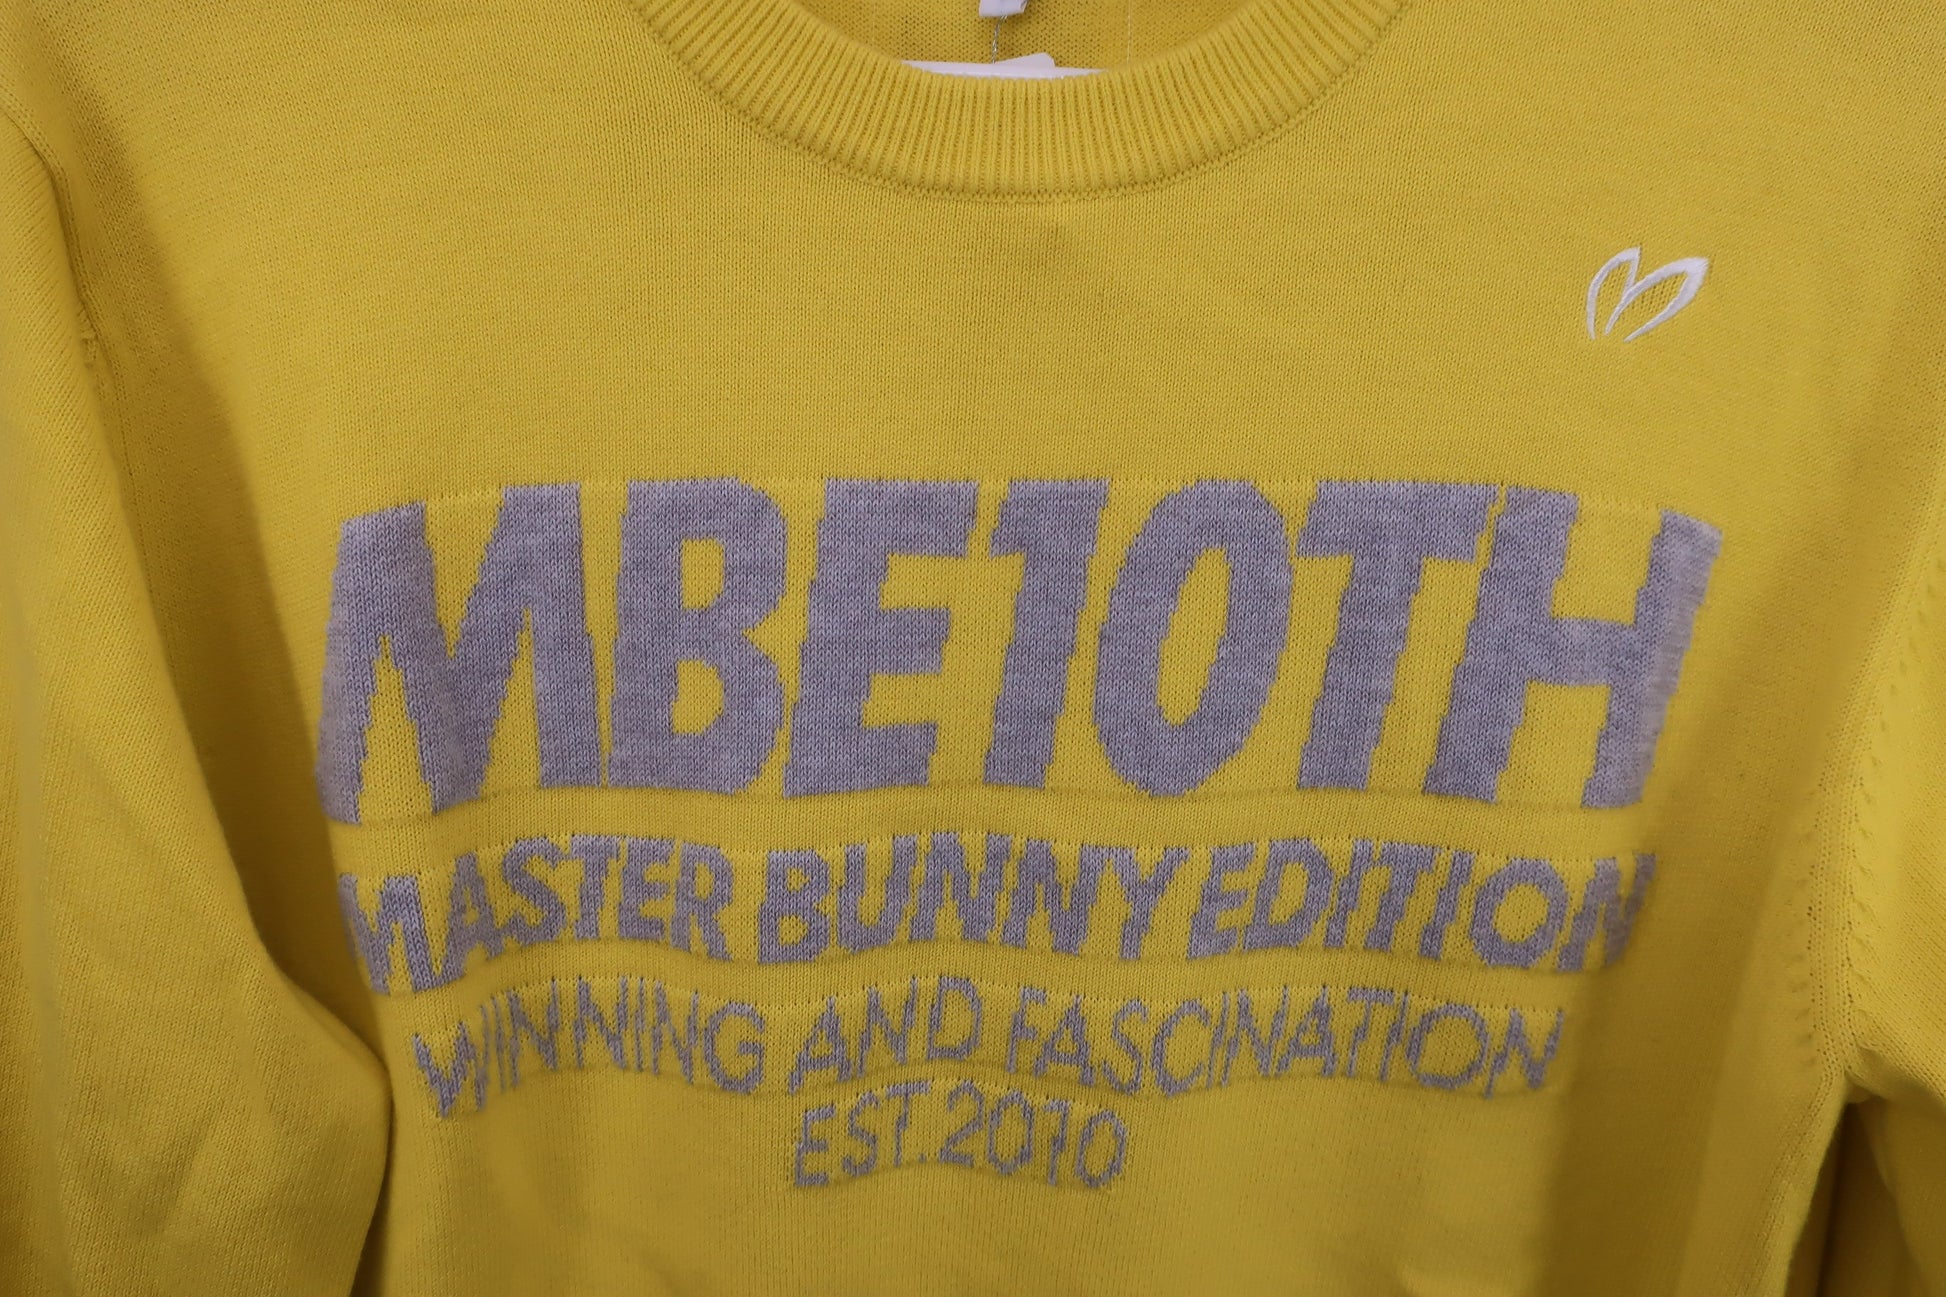 MBE10TH
MASTER BUNNY EDITION
WINNING AND FASCINATION
EST.2010